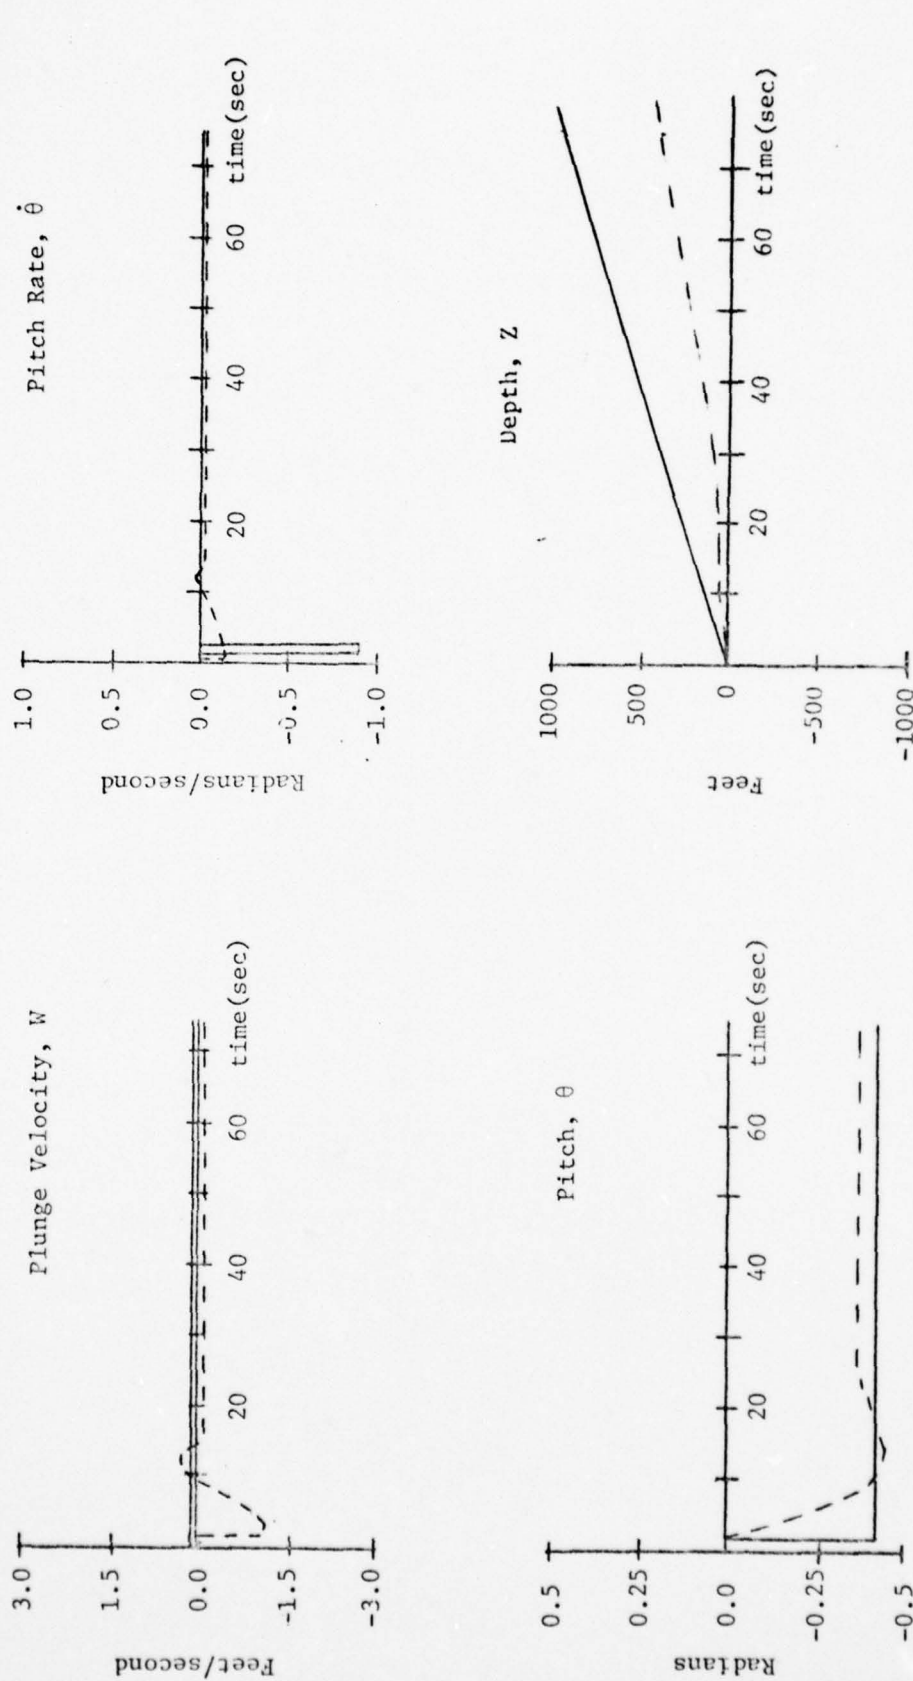 Plunge Velocity, W
3.0
1.5
0.0
-1.5
-3.0
Feet/second
20
40
60
time(sec)
Pitch Rate, θ̇
1.0
0.5
0.0
-0.5
-1.0
Radians/second
20
40
60
time(sec)
Pitch, θ
0.5
0.25
0.0
-0.25
-0.5
Radians
20
40
60
time(sec)
Depth, Z
1000
500
0
-500
-1000
Feet
20
40
60
time(sec)